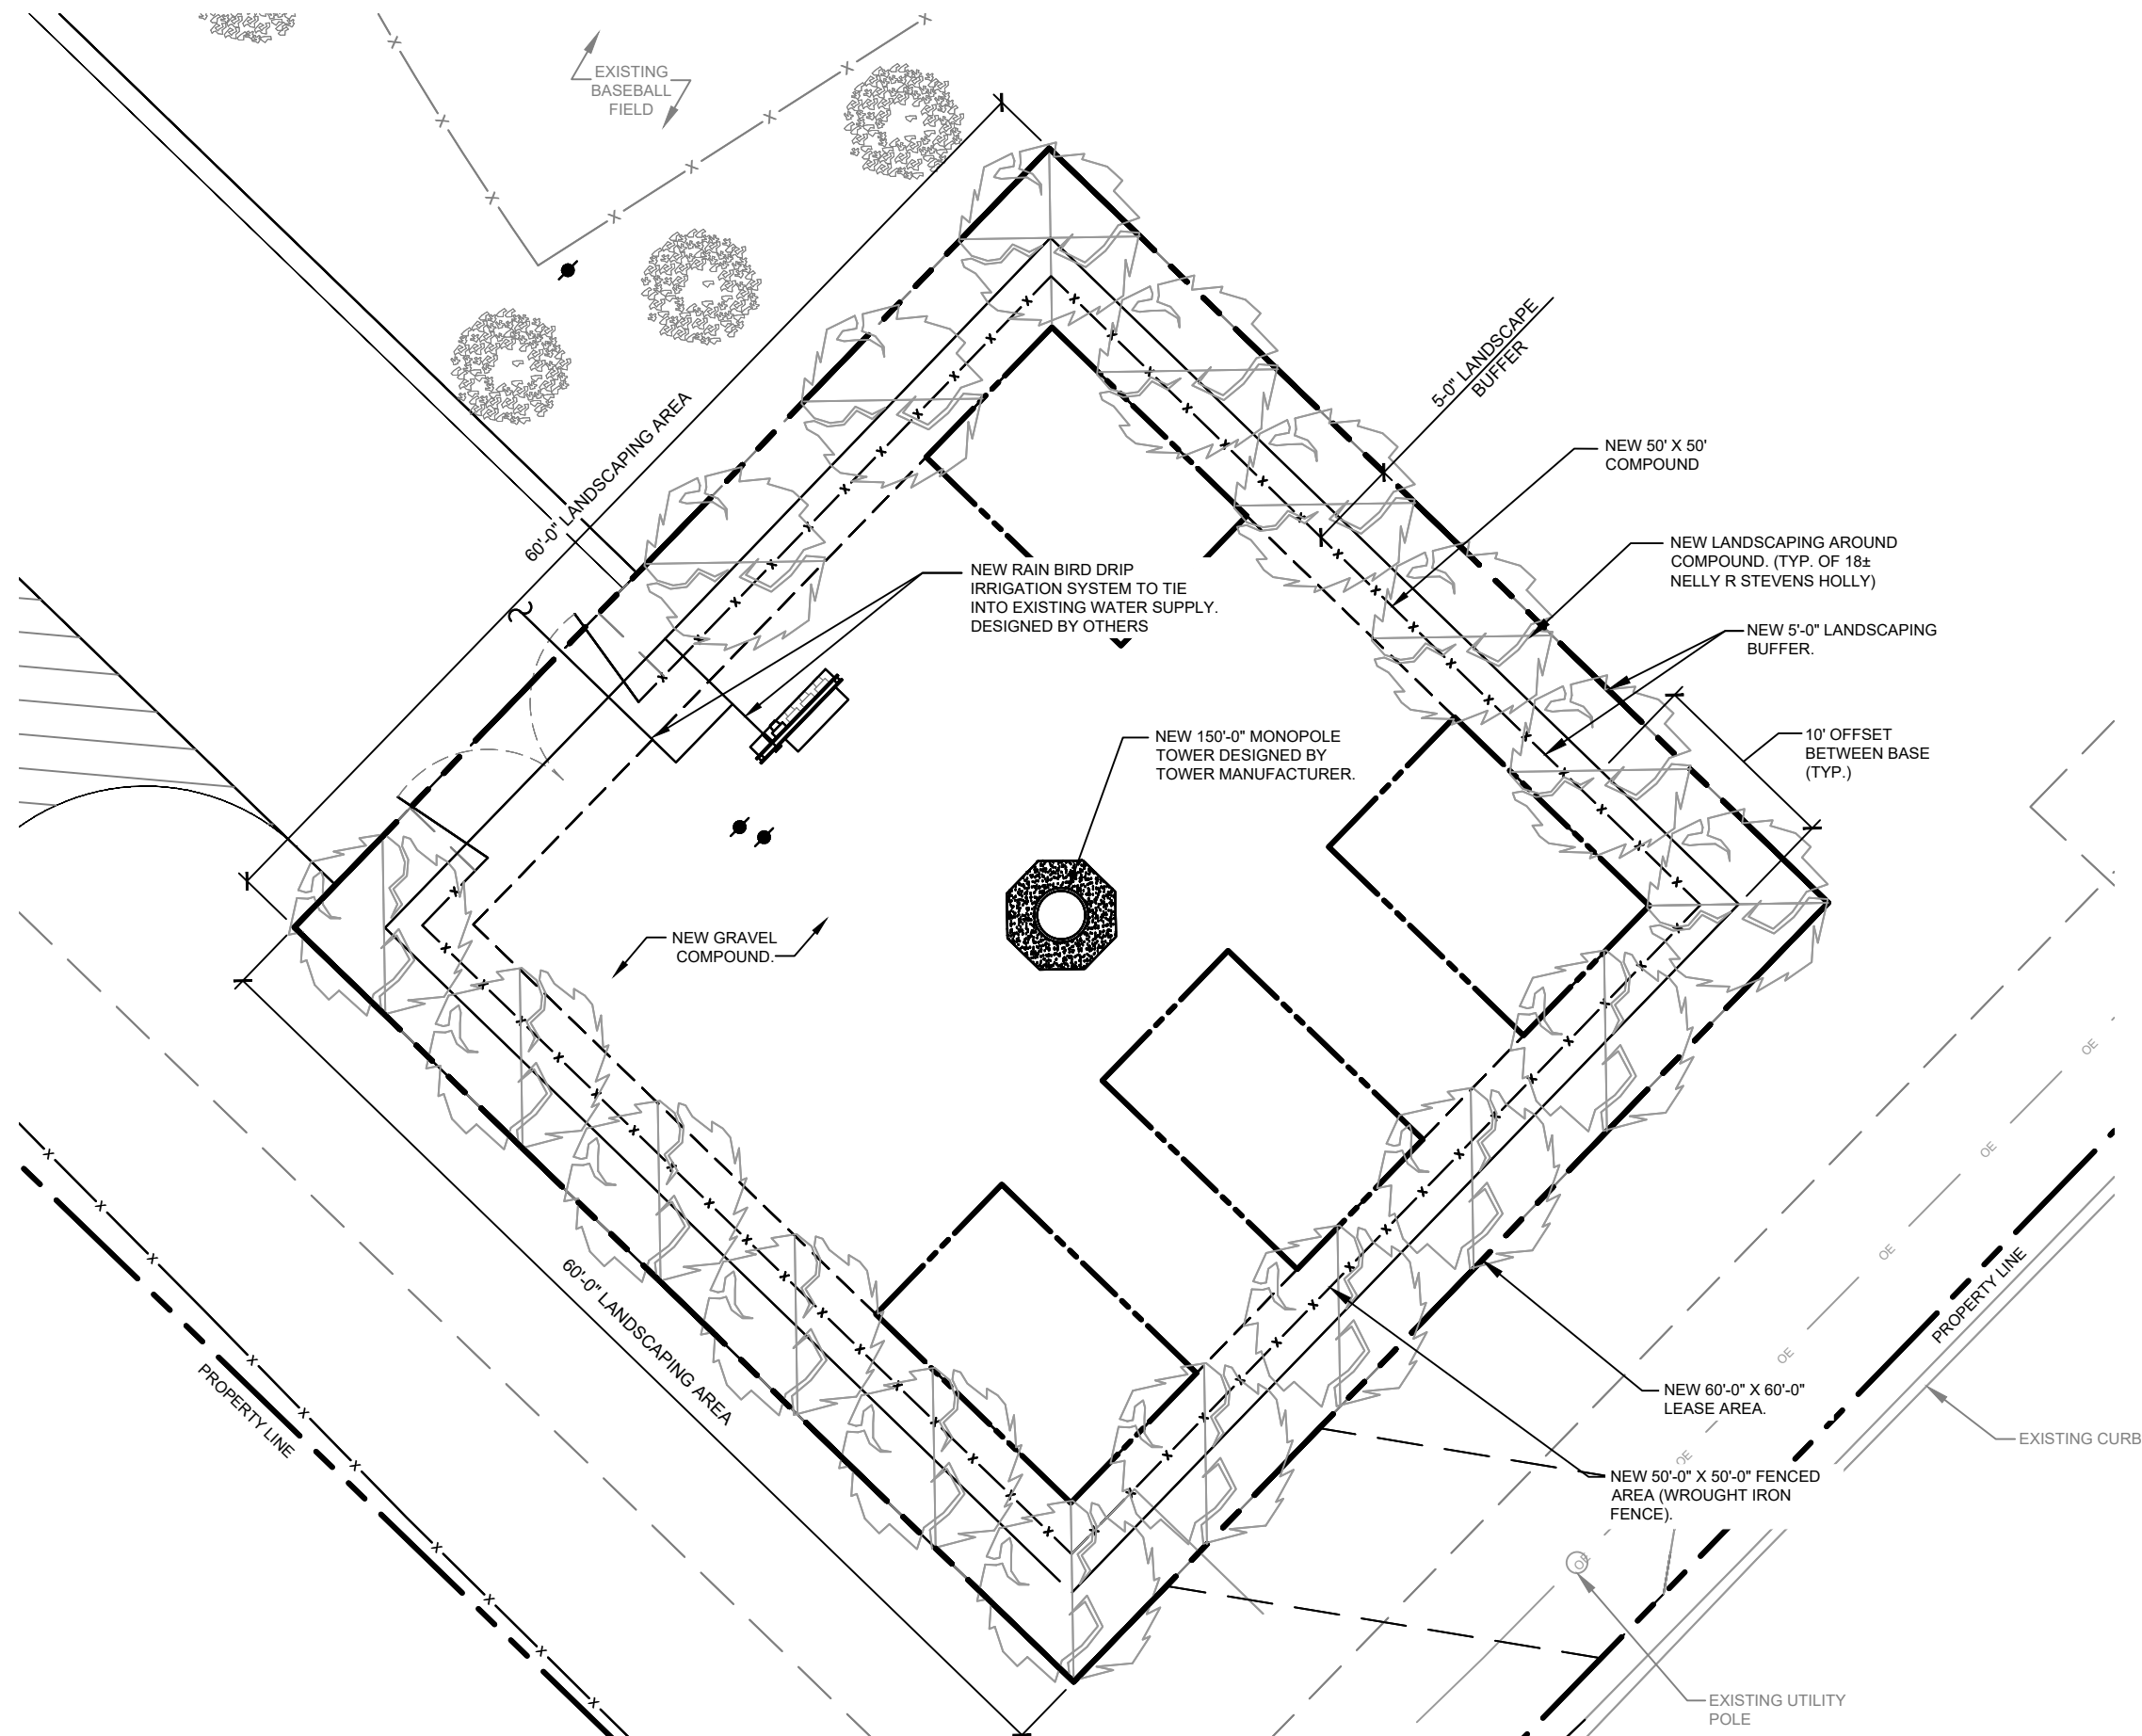 EXISTING
BASEBALL
FIELD
60'-0" LANDSCAPING AREA
5-0" LANDSCAPE
BUFFER
NEW 50' X 50'
COMPOUND
NEW LANDSCAPING AROUND
COMPOUND. (TYP. OF 18±
NELLY R STEVENS HOLLY)
NEW RAIN BIRD DRIP
IRRIGATION SYSTEM TO TIE
INTO EXISTING WATER SUPPLY.
DESIGNED BY OTHERS
NEW 5'-0" LANDSCAPING
BUFFER.
NEW 150'-0" MONOPOLE
TOWER DESIGNED BY
TOWER MANUFACTURER.
10' OFFSET
BETWEEN BASE
(TYP.)
NEW GRAVEL
COMPOUND.
OE
OE
OE
OE
OE
OE
60'-0" LANDSCAPING AREA
PROPERTY LINE
PROPERTY LINE
NEW 60'-0" X 60'-0"
LEASE AREA.
EXISTING CURB
NEW 50'-0" X 50'-0" FENCED
AREA (WROUGHT IRON
FENCE).
EXISTING UTILITY
POLE